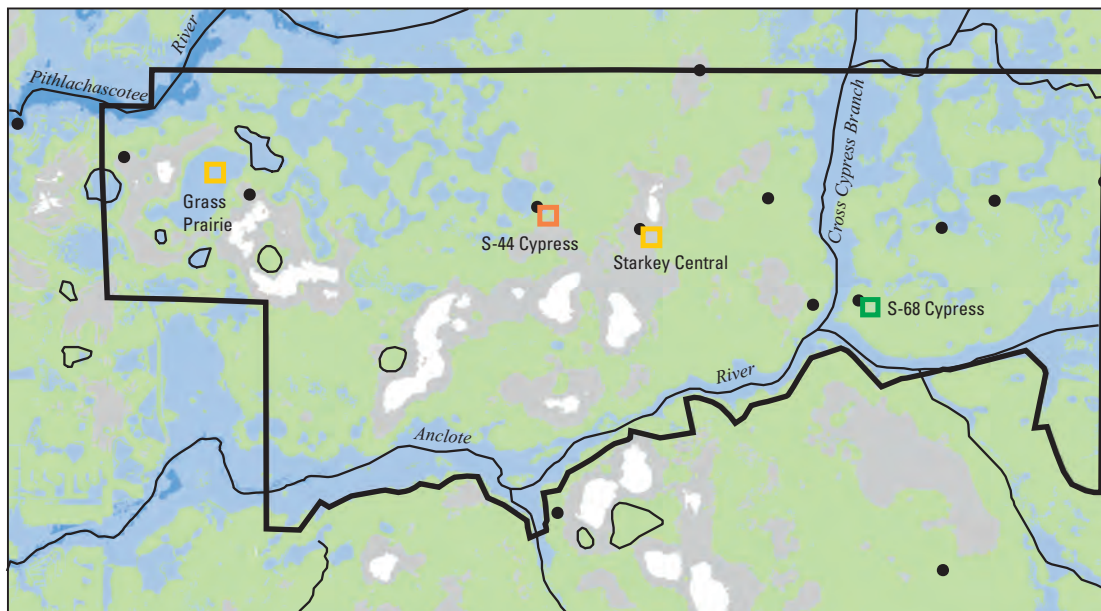 Pithlachascotee
River
Grass
Prairie
S-44 Cypress
Starkey Central
Cross Cypress Branch
S-68 Cypress
River
Anclote